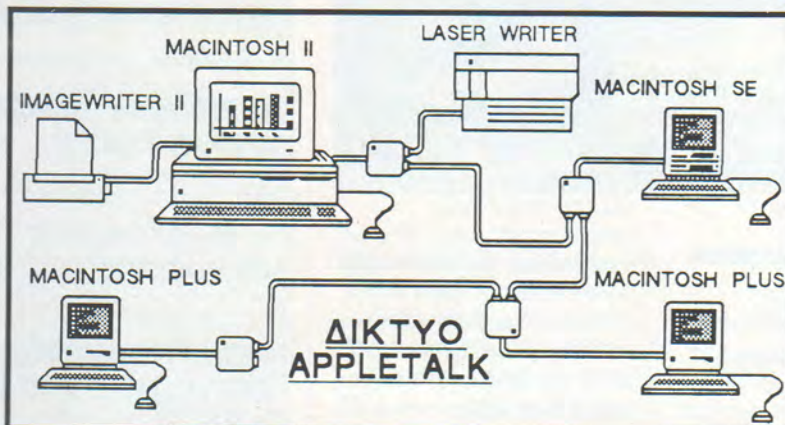 LASER WRITER
MACINTOSH II
MACINTOSH SE
IMAGEWRITER II
MACINTOSH PLUS
MACINTOSH PLUS
ΔΙΚΤΥΟ
APPLETALK